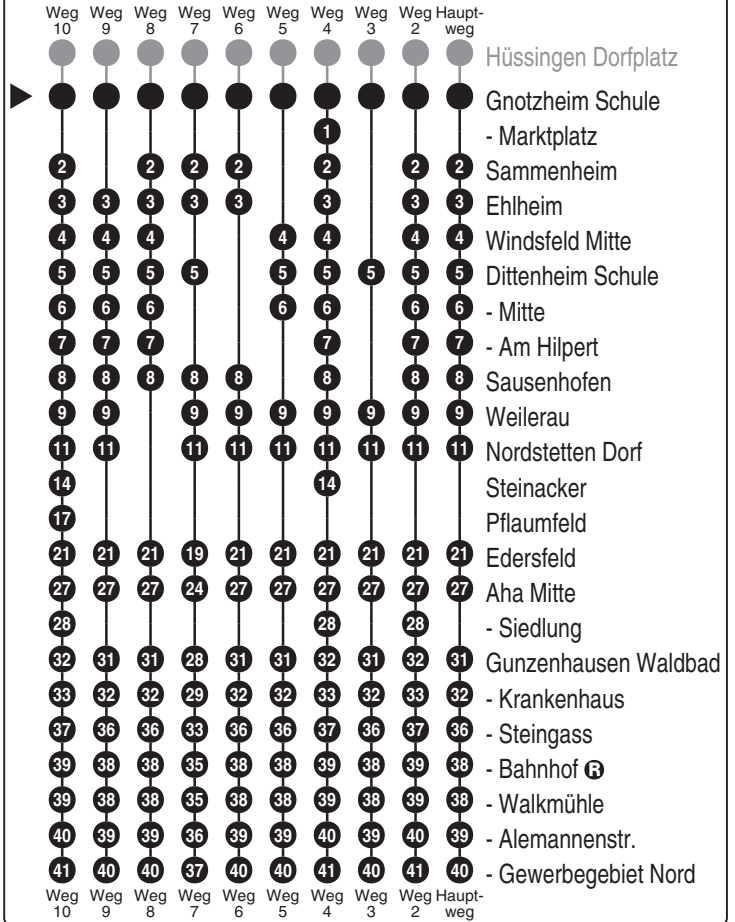 Weg 10 Weg 9 Weg 8 Weg 7 Weg 6 Weg 5 Weg 4 Weg 3 Weg 2 Haupt-weg
Hüssingen Dorfplatz
Gnotzheim Schule
1 - Marktplatz
2 2 2 2 2 2 2 Sammenheim
3 3 3 3 3 3 3 3 Ehlheim
4 4 4 4 4 4 4 Windsfeld Mitte
5 5 5 5 5 5 5 5 5 Dittenheim Schule
6 6 6 6 6 6 6 - Mitte
7 7 7 7 7 7 - Am Hilpert
8 8 8 8 8 8 8 8 Sausenhofen
9 9 9 9 9 9 9 9 9 Weilerau
11 11 11 11 11 11 11 11 11 Nordstetten Dorf
14 14 Steinacker
17 Pflaumfeld
21 21 21 19 21 21 21 21 21 21 Edersfeld
27 27 27 24 27 27 27 27 27 27 Aha Mitte
28 28 28 - Siedlung
32 31 31 28 31 31 32 31 32 31 Gunzenhausen Waldbad
33 32 32 29 32 32 33 32 33 32 - Krankenhaus
37 36 36 33 36 36 37 36 37 36 - Steingass
39 38 38 35 38 38 39 38 39 38 - Bahnhof R
39 38 38 35 38 38 39 38 39 38 - Walkmühle
40 39 39 36 39 39 40 39 40 39 - Alemannenstr.
41 40 40 37 40 40 41 40 41 40 - Gewerbegebiet Nord
Weg 10 Weg 9 Weg 8 Weg 7 Weg 6 Weg 5 Weg 4 Weg 3 Weg 2 Haupt-weg